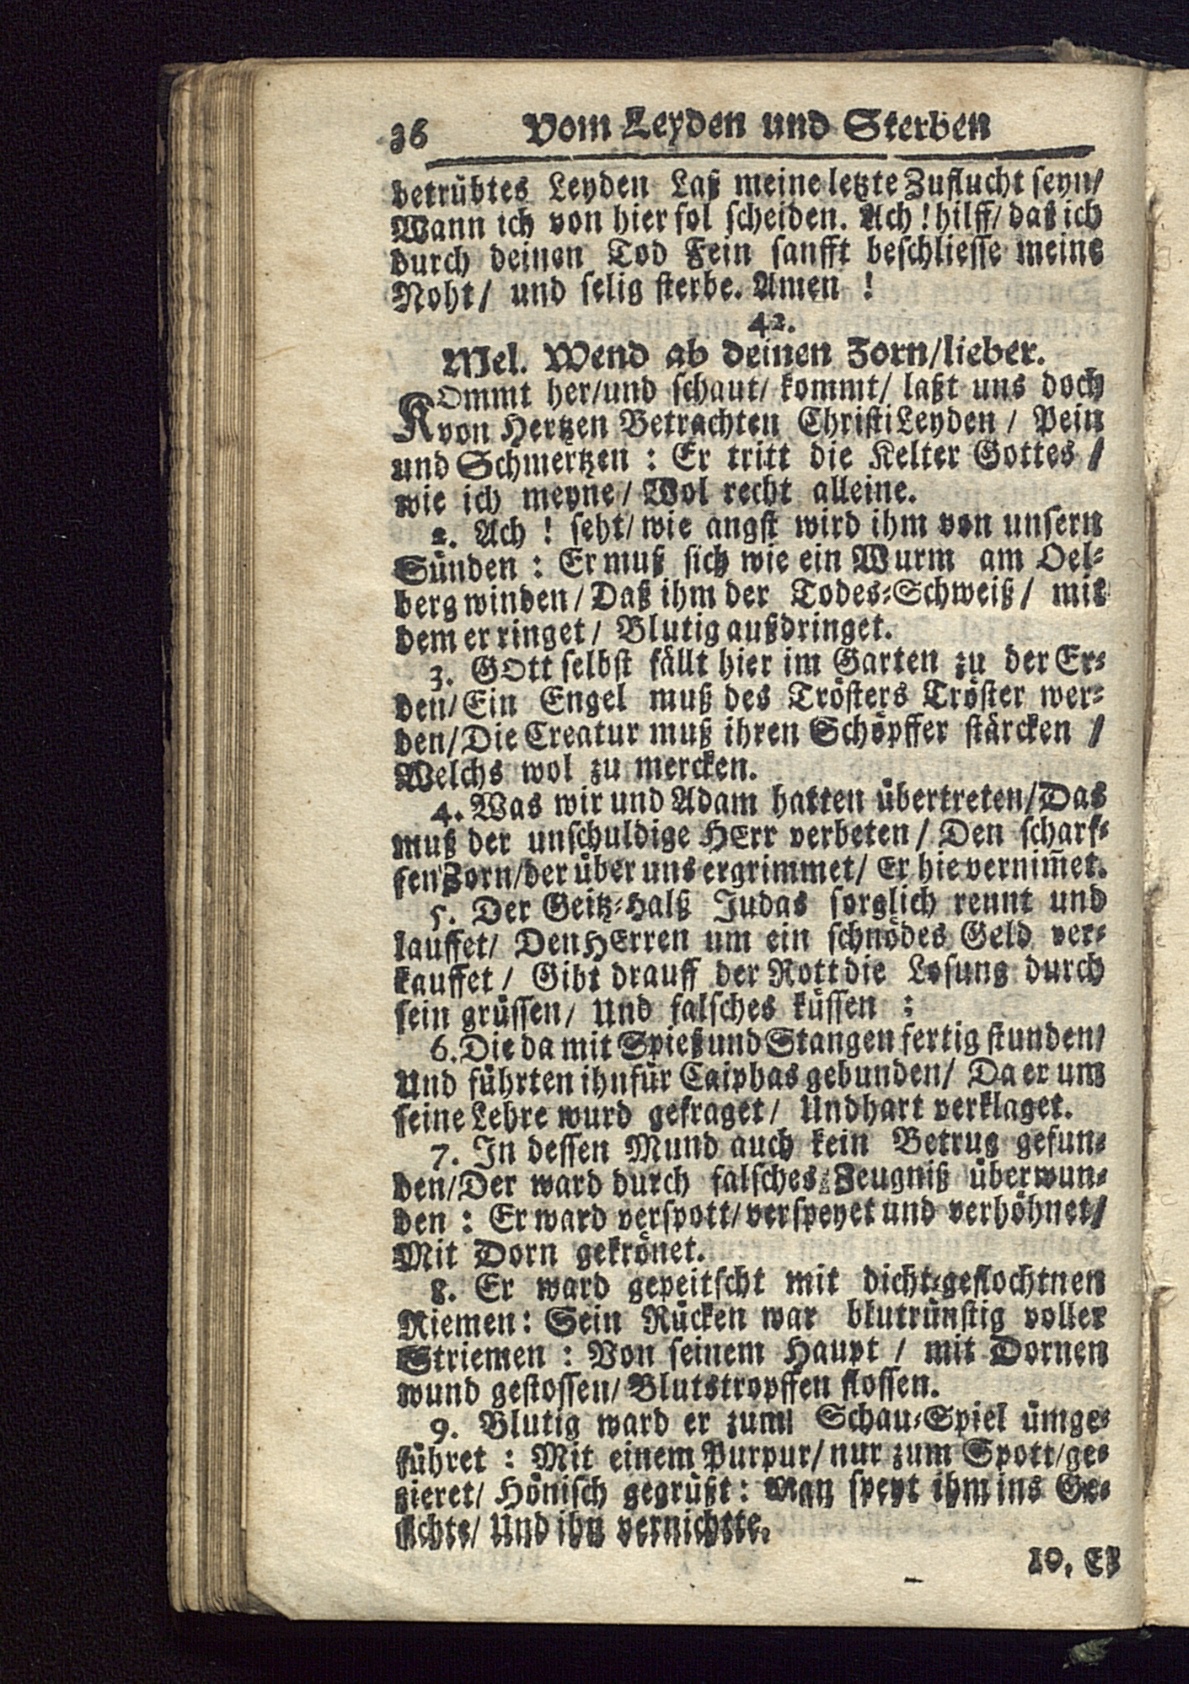 36 Vom Leyden und Sterben
betrübtes Leyden Laß meine letzte Zuflucht seyn/
Wann ich von hier sol scheiden. Ach! hilff/ daß ich
durch deinen Tod Fein sanfft beschliesse meine
Noht/ und selig sterbe. Amen !
42.
Mel. Wend ab deinen Zorn/lieber.
KOmmt her/und schaut/ kommt/ laßt uns doch
von Hertzen Betrachten Christi Leyden / Pein
und Schmertzen : Er tritt die Kelter Gottes /
wie ich meyne/ Wol recht alleine.
2. Ach ! seht/ wie angst wird ihm von unsern
Sünden : Er muß sich wie ein Wurm am Oel-
berg winden/ Daß ihm der Todes-Schweiß/ mit
dem er ringet/ Blutig außdringet.
3. GOtt selbst fällt hier im Garten zu der Er-
den/ Ein Engel muß des Trösters Tröster wer-
den/ Die Creatur muß ihren Schöpffer stärcken /
Welchs wol zu mercken.
4. Was wir und Adam hatten übertreten/ Das
muß der unschuldige HErr verbeten/ Den scharf-
fen Zorn/der über uns ergrimmet/ Er hie vernim̄et.
5. Der Geitz-Halß Judas sorglich rennt und
lauffet/ Den HErren um ein schnödes Geld ver-
kauffet/ Gibt drauff der Rott die Losung durch
sein grüssen/ Und falsches küssen :
6. Die da mit Spieß und Stangen fertig stunden/
Und führten ihn für Caiphas gebunden/ Da er um
seine Lehre wurd gefraget/ Und hart verklaget.
7. In dessen Mund auch kein Betrug gefun-
den/ Der ward durch falsches Zeugniß überwun-
den : Er ward verspott/ verspeyet und verhöhnet/
Mit Dorn gekrönet.
8. Er ward gepeitscht mit dicht-geflochtnen
Riemen: Sein Rücken war blutrünstig voller
Striemen : Von seinem Haupt / mit Dornen
wund gestossen/ Blutstropffen flossen.
9. Blutig ward er zum Schau-Spiel ümge-
führet : Mit einem Purpur/ nur zum Spott/ge-
zieret/ Hönisch gegrüßt: Man speyt ihm ins Ge-
sichte/ Und ihn vernichtte.
10. Er